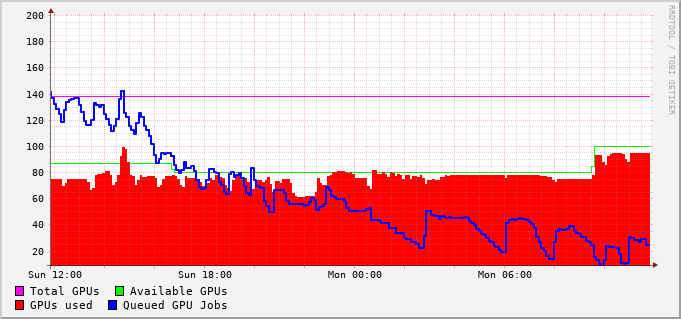 200
180
160
140
120
100
80
60
40
20
Sun 12:00 Sun 18:00 Mon 00:00 Mon 06:00
Total GPUs Available GPUs
GPUs used Queued GPU Jobs
RRDTOOL / TOBI OETIKER